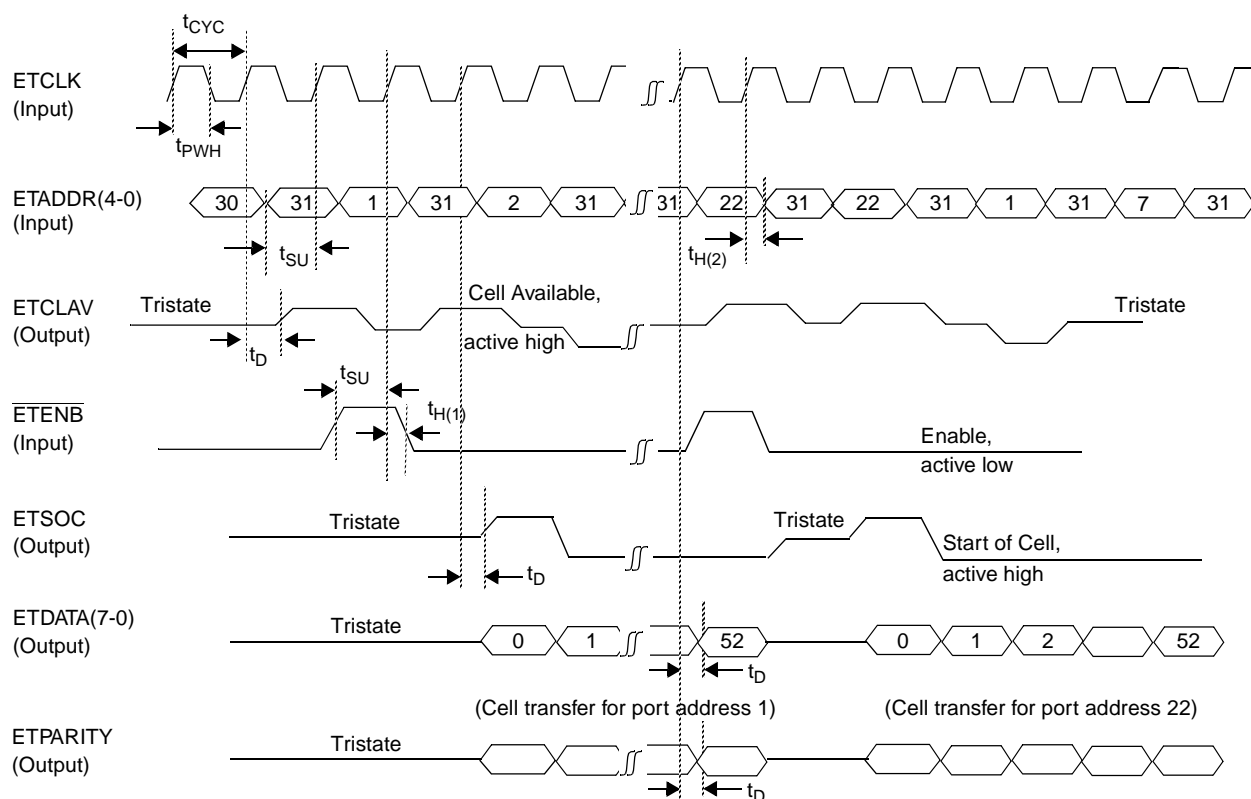 tCYC
ETCLK
(Input)
tPWH
ETADDR(4-0)
(Input)
30 31 1 31 2 31 31 22 31 22 31 1 31 7 31
tSU
tH(2)
ETCLAV
(Output)
Tristate
Cell Available,
active high
Tristate
tD
tSU
ETENB
(Input)
tH(1)
Enable,
active low
ETSOC
(Output)
Tristate
Tristate
Start of Cell,
active high
tD
ETDATA(7-0)
(Output)
Tristate
0 1 52 0 1 2 52
tD
(Cell transfer for port address 1) (Cell transfer for port address 22)
ETPARITY
(Output)
Tristate
tD